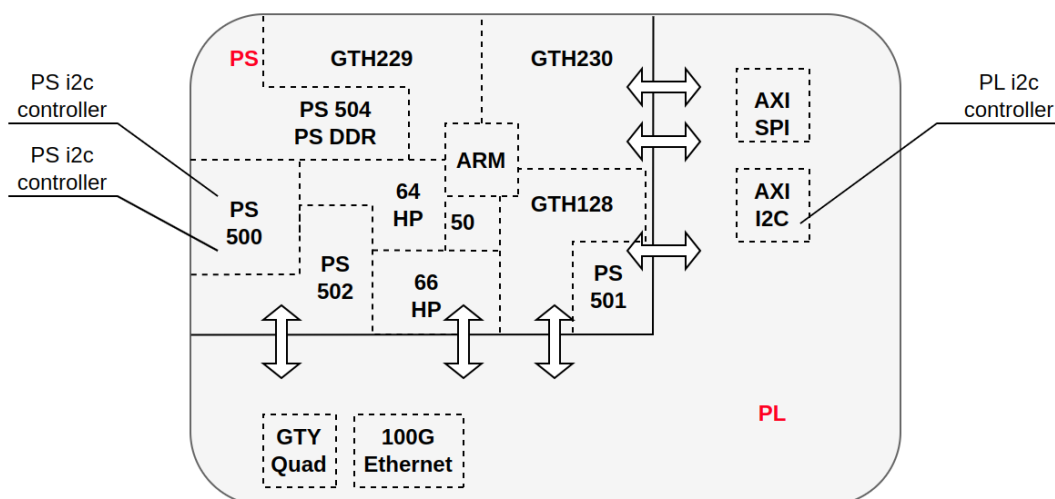 PS
GTH229
GTH230
PS i2c
controller
PS 504
PS DDR
AXI
SPI
PL i2c
controller
PS i2c
controller
ARM
64
HP
50
GTH128
AXI
I2C
PS
500
PS
502
66
HP
PS
501
PL
GTY
Quad
100G
Ethernet